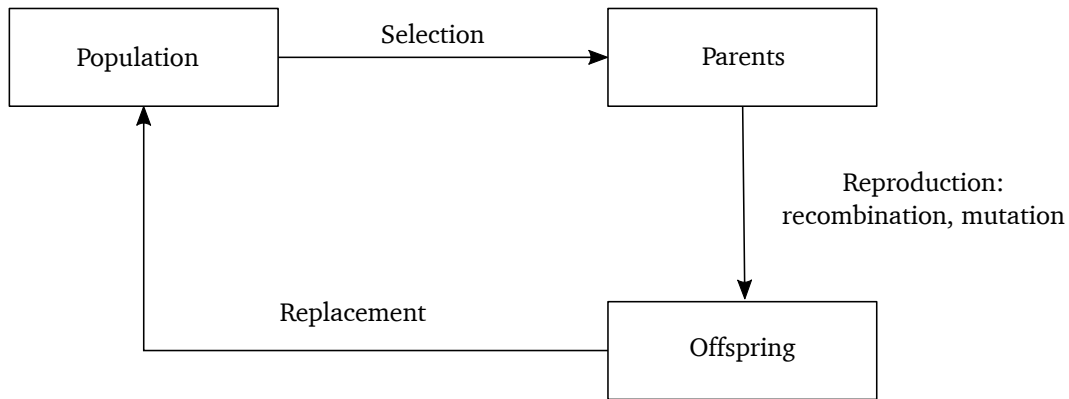 Population
Selection
Parents
Reproduction:
recombination, mutation
Replacement
Offspring